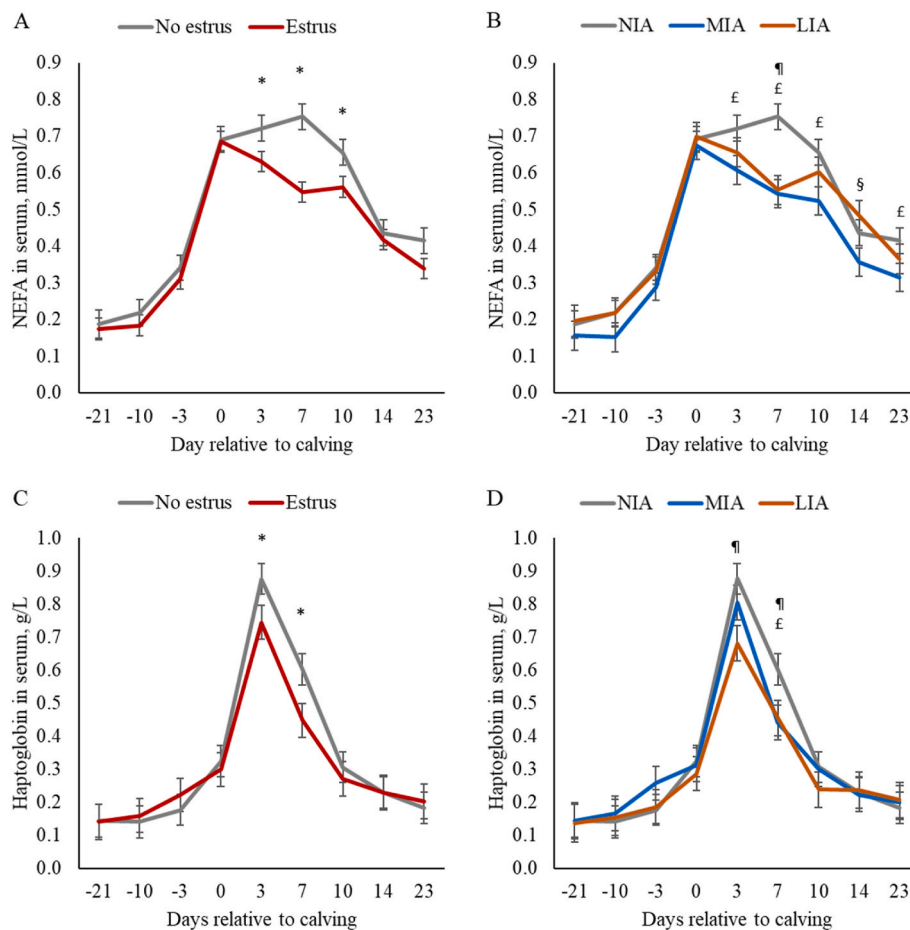 A
No estrus Estrus
0.9
0.8
0.7
0.6
0.5
0.4
0.3
0.2
0.1
0.0
NEFA in serum, mmol/L
* * *
-21 -10 -3 0 3 7 10 14 23
Day relative to calving
B
NIA MIA LIA
0.9
0.8
0.7
0.6
0.5
0.4
0.3
0.2
0.1
0.0
NEFA in serum, mmol/L
¶
£ £ £
§
£
-21 -10 -3 0 3 7 10 14 23
Day relative to calving
C
No estrus Estrus
1.0
0.9
0.8
0.7
0.6
0.5
0.4
0.3
0.2
0.1
0.0
Haptoglobin in serum, g/L
* *
-21 -10 -3 0 3 7 10 14 23
Days relative to calving
D
NIA MIA LIA
1.0
0.9
0.8
0.7
0.6
0.5
0.4
0.3
0.2
0.1
0.0
Haptoglobin in serum, g/L
¶
¶
£
-21 -10 -3 0 3 7 10 14 23
Days relative to calving